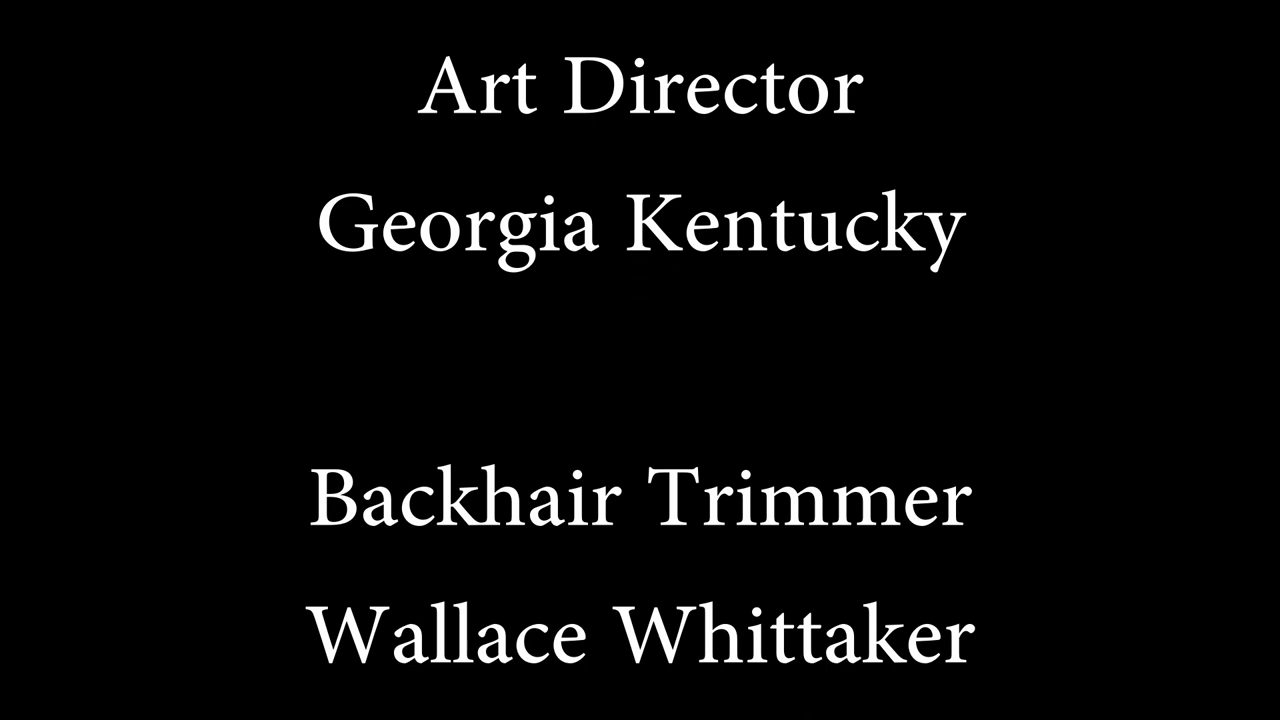 Art Director
Georgia Kentucky
Backhair Trimmer
Wallace Whittaker